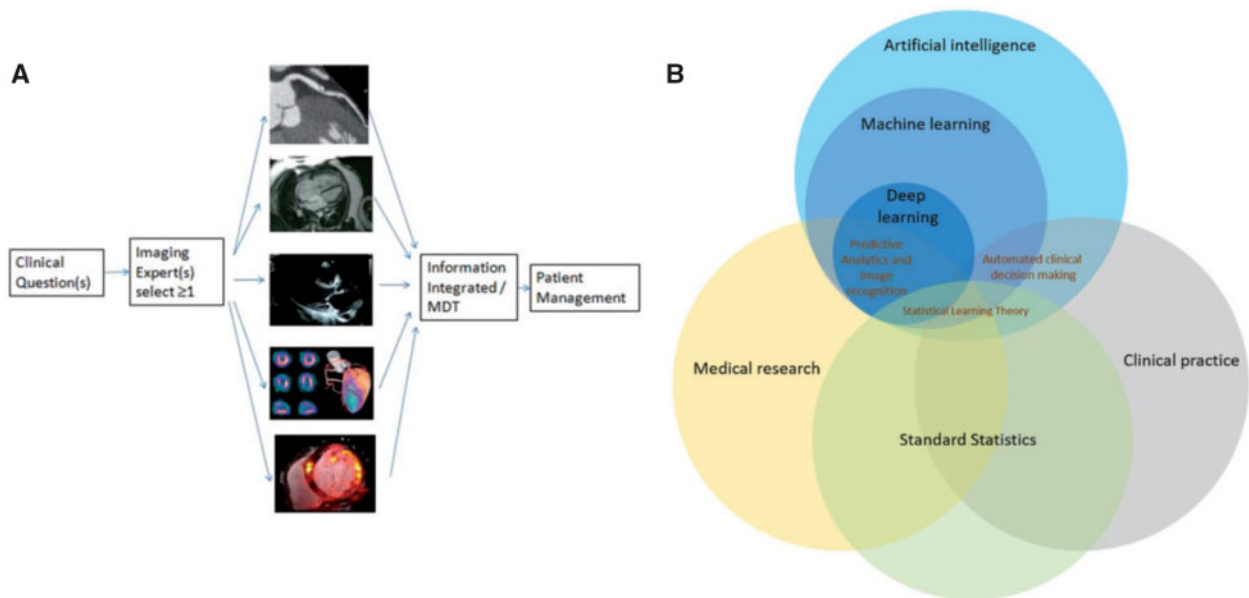 A
Clinical
Question(s)
Imaging
Expert(s)
select ≥1
Information
Integrated /
MDT
Patient
Management
B
Artificial intelligence
Machine learning
Deep
learning
Predictive
Analytics and
Image
recognition
Automated clinical
decision making
Statistical Learning Theory
Medical research
Clinical practice
Standard Statistics